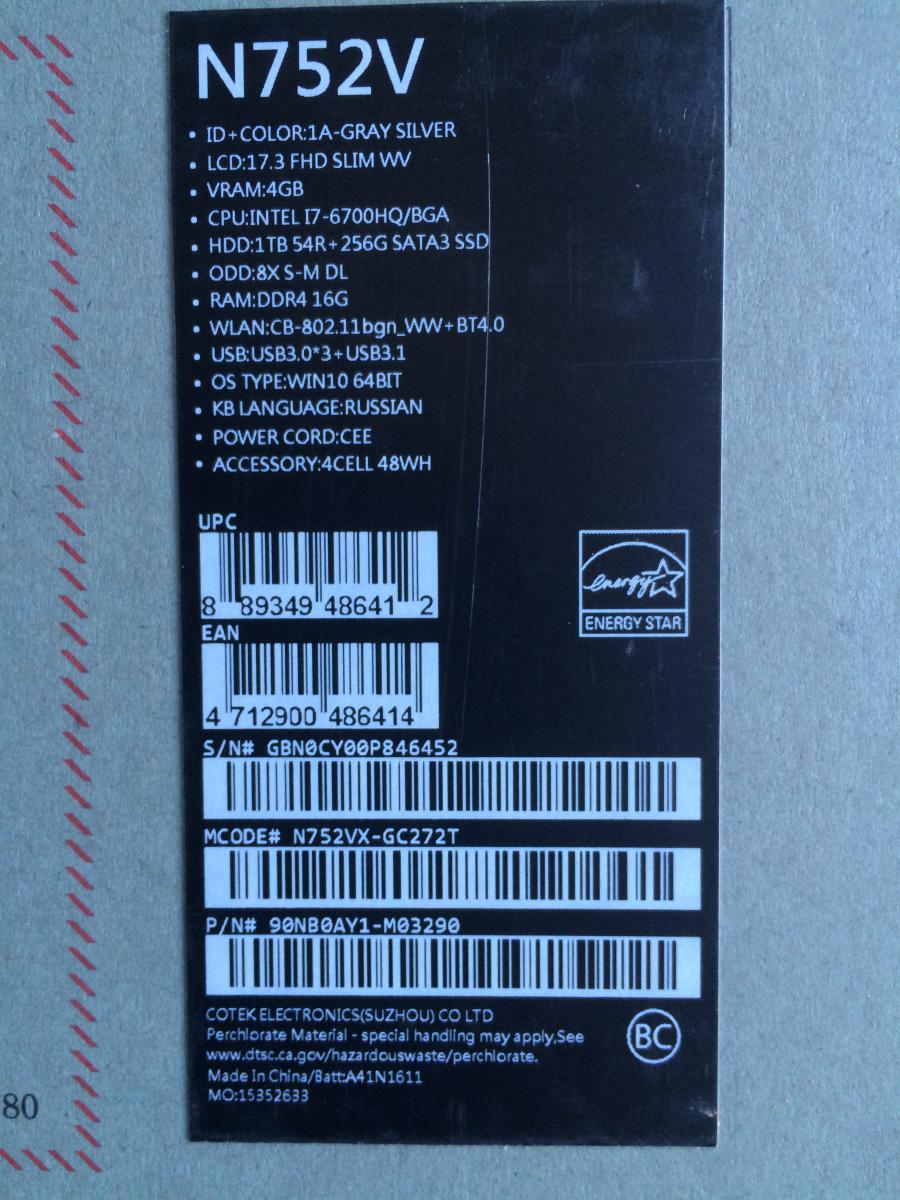 N752V
• ID+COLOR:1A-GRAY SILVER
• LCD:17.3 FHD SLIM WV
• VRAM:4GB
• CPU:INTEL I7-6700HQ/BGA
• HDD:1TB 54R+256G SATA3 SSD
• ODD:8X S-M DL
• RAM:DDR4 16G
• WLAN:CB-802.11bgn_WW+BT4.0
• USB:USB3.0*3+USB3.1
• OS TYPE:WIN10 64BIT
• KB LANGUAGE:RUSSIAN
• POWER CORD:CEE
• ACCESSORY:4CELL 48WH
UPC
8 89349 48641 2
energy
ENERGY STAR
EAN
4 712900 486414
S/N# GBN0CY00P846452
MCODE# N752VX-GC272T
P/N# 90NB0AY1-M03290
COTEK ELECTRONICS(SUZHOU) CO LTD
Perchlorate Material - special handling may apply,See
www.dtsc.ca.gov/hazardouswaste/perchlorate.
Made In China/Batt:A41N1611
MO:15352633
BC
80